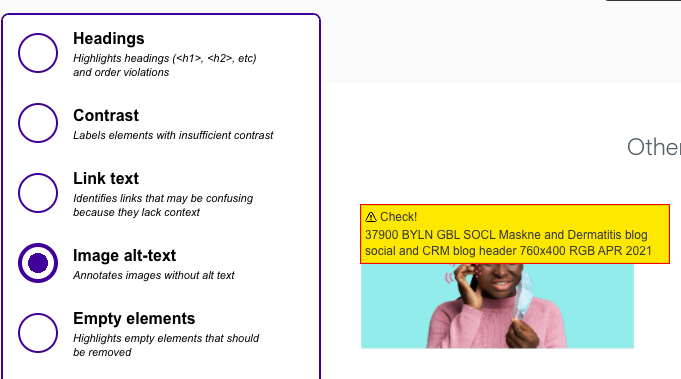 Headings
Highlights headings (<h1>, <h2>, etc)
and order violations
Contrast
Labels elements with insufficient contrast
Link text
Identifies links that may be confusing
because they lack context
Image alt-text
Annotates images without alt text
Empty elements
Highlights empty elements that should
be removed
Other
⚠ Check!
37900 BYLN GBL SOCL Maskne and Dermatitis blog
social and CRM blog header 760x400 RGB APR 2021